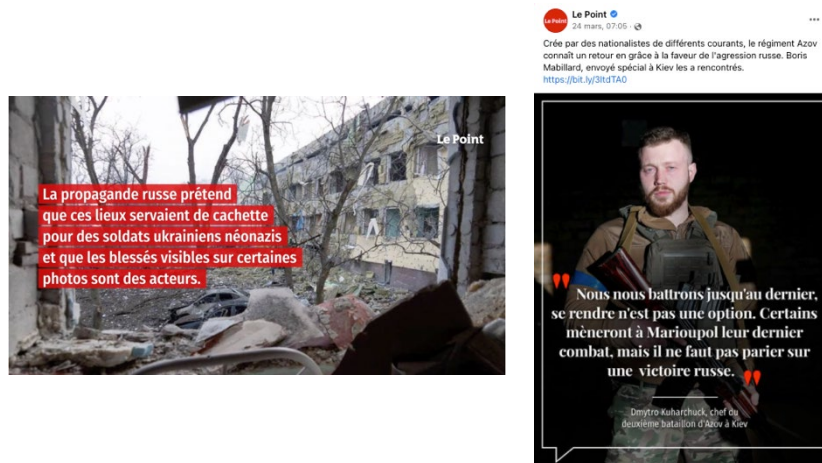 Le Point
La propagande russe prétend
que ces lieux servaient de cachette
pour des soldats ukrainiens néonazis
et que les blessés visibles sur certaines
photos sont des acteurs.
Le Point
Le Point
24 mars, 07:05
Crée par des nationalistes de différents courants, le régiment Azov
connaît un retour en grâce à la faveur de l'agression russe. Boris
Mabillard, envoyé spécial à Kiev les a rencontrés.
https://bit.ly/3ltdTA0
" Nous nous battrons jusqu'au dernier,
se rendre n'est pas une option. Certains
mèneront à Marioupol leur dernier
combat, mais il ne faut pas parier sur
une victoire russe. "
Dmytro Kuharchuck, chef du
deuxième bataillon d'Azov à Kiev